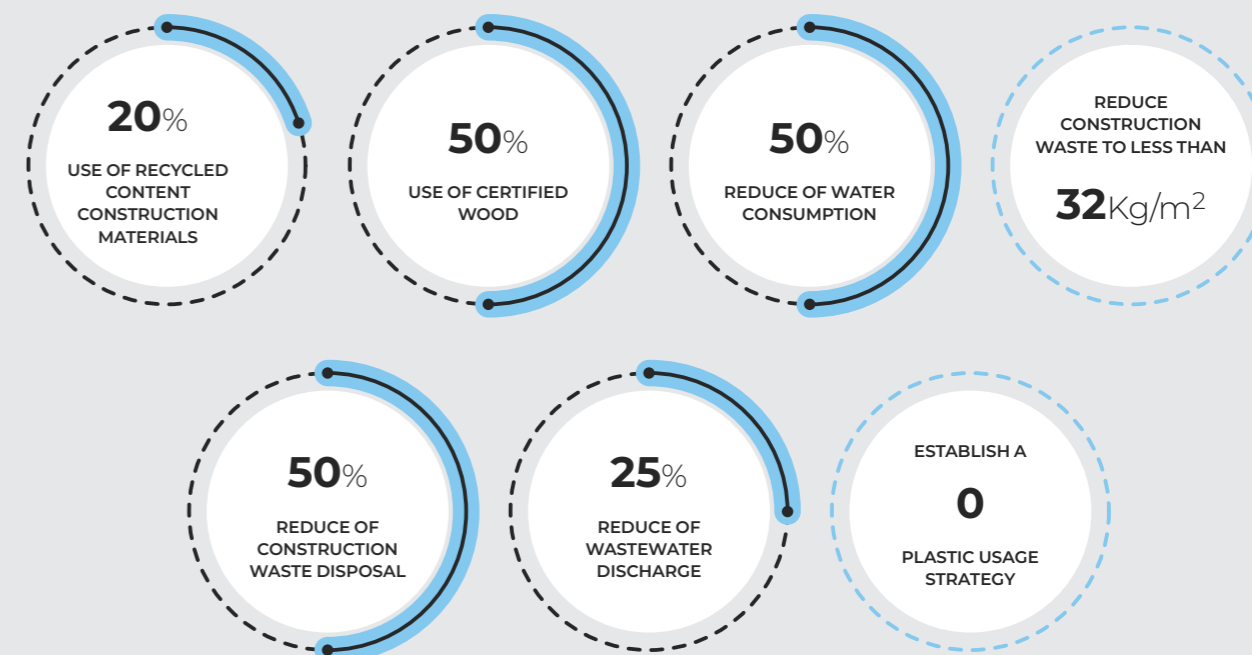 20%
USE OF RECYCLED
CONTENT
CONSTRUCTION
MATERIALS
50%
USE OF CERTIFIED
WOOD
50%
REDUCE OF WATER
CONSUMPTION
REDUCE
CONSTRUCTION
WASTE TO LESS THAN
32Kg/m²
50%
REDUCE OF
CONSTRUCTION
WASTE DISPOSAL
25%
REDUCE OF
WASTEWATER
DISCHARGE
ESTABLISH A
0
PLASTIC USAGE
STRATEGY